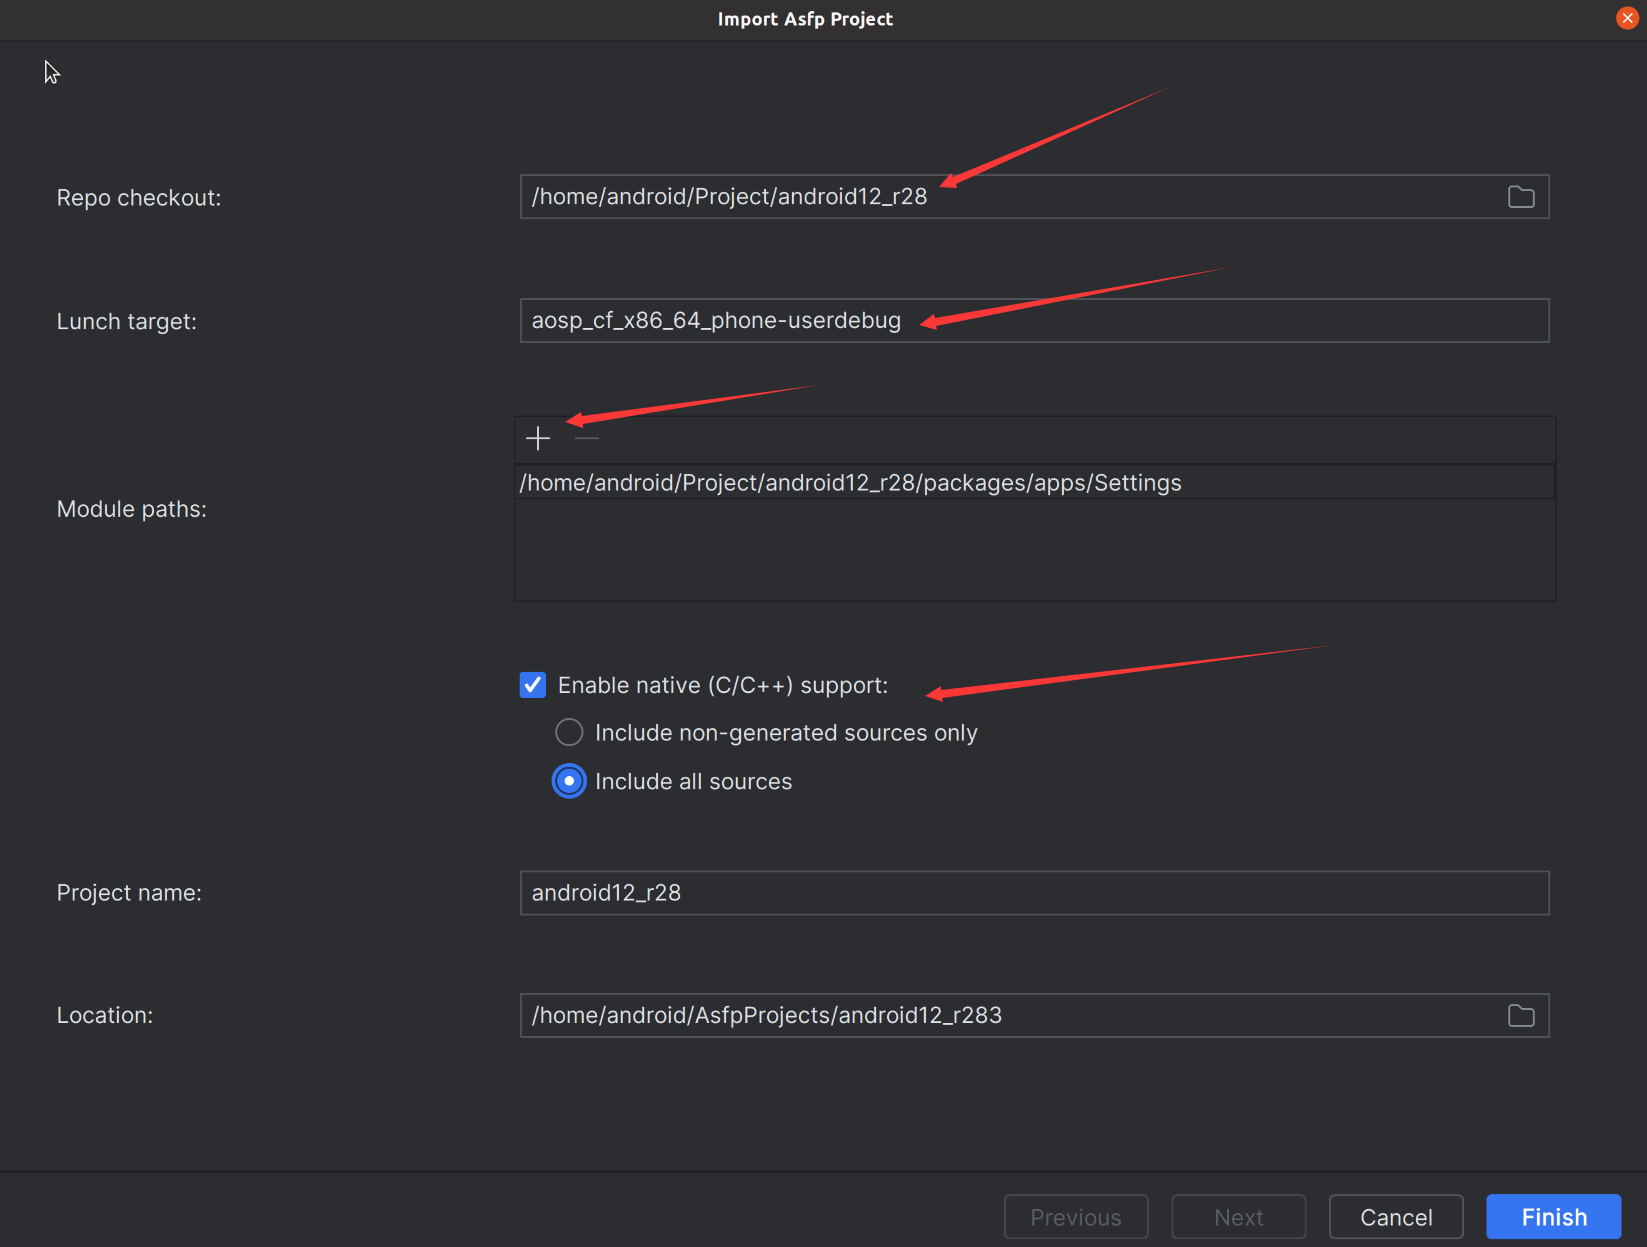 Import Asfp Project
Repo checkout:
/home/android/Project/android12_r28
Lunch target:
aosp_cf_x86_64_phone-userdebug
/home/android/Project/android12_r28/packages/apps/Settings
Module paths:
Enable native (C/C++) support:
Include non-generated sources only
Include all sources
Project name:
android12_r28
Location:
/home/android/AsfpProjects/android12_r283
Previous
Next
Cancel
Finish